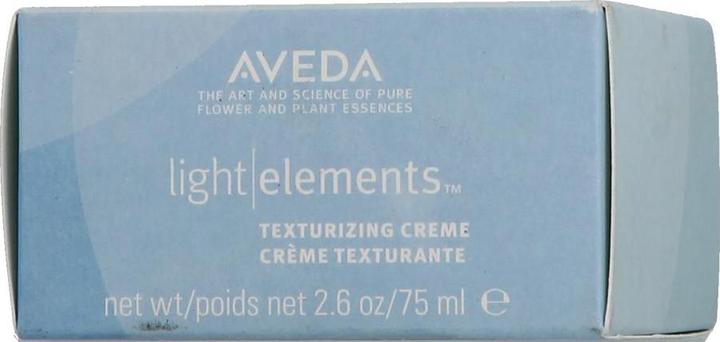 AVEDA
THE ART AND SCIENCE OF PURE
FLOWER AND PLANT ESSENCES
light|elements™
TEXTURIZING CREME
CRÈME TEXTURANTE
net wt/poids net 2.6 oz/75 ml ℮